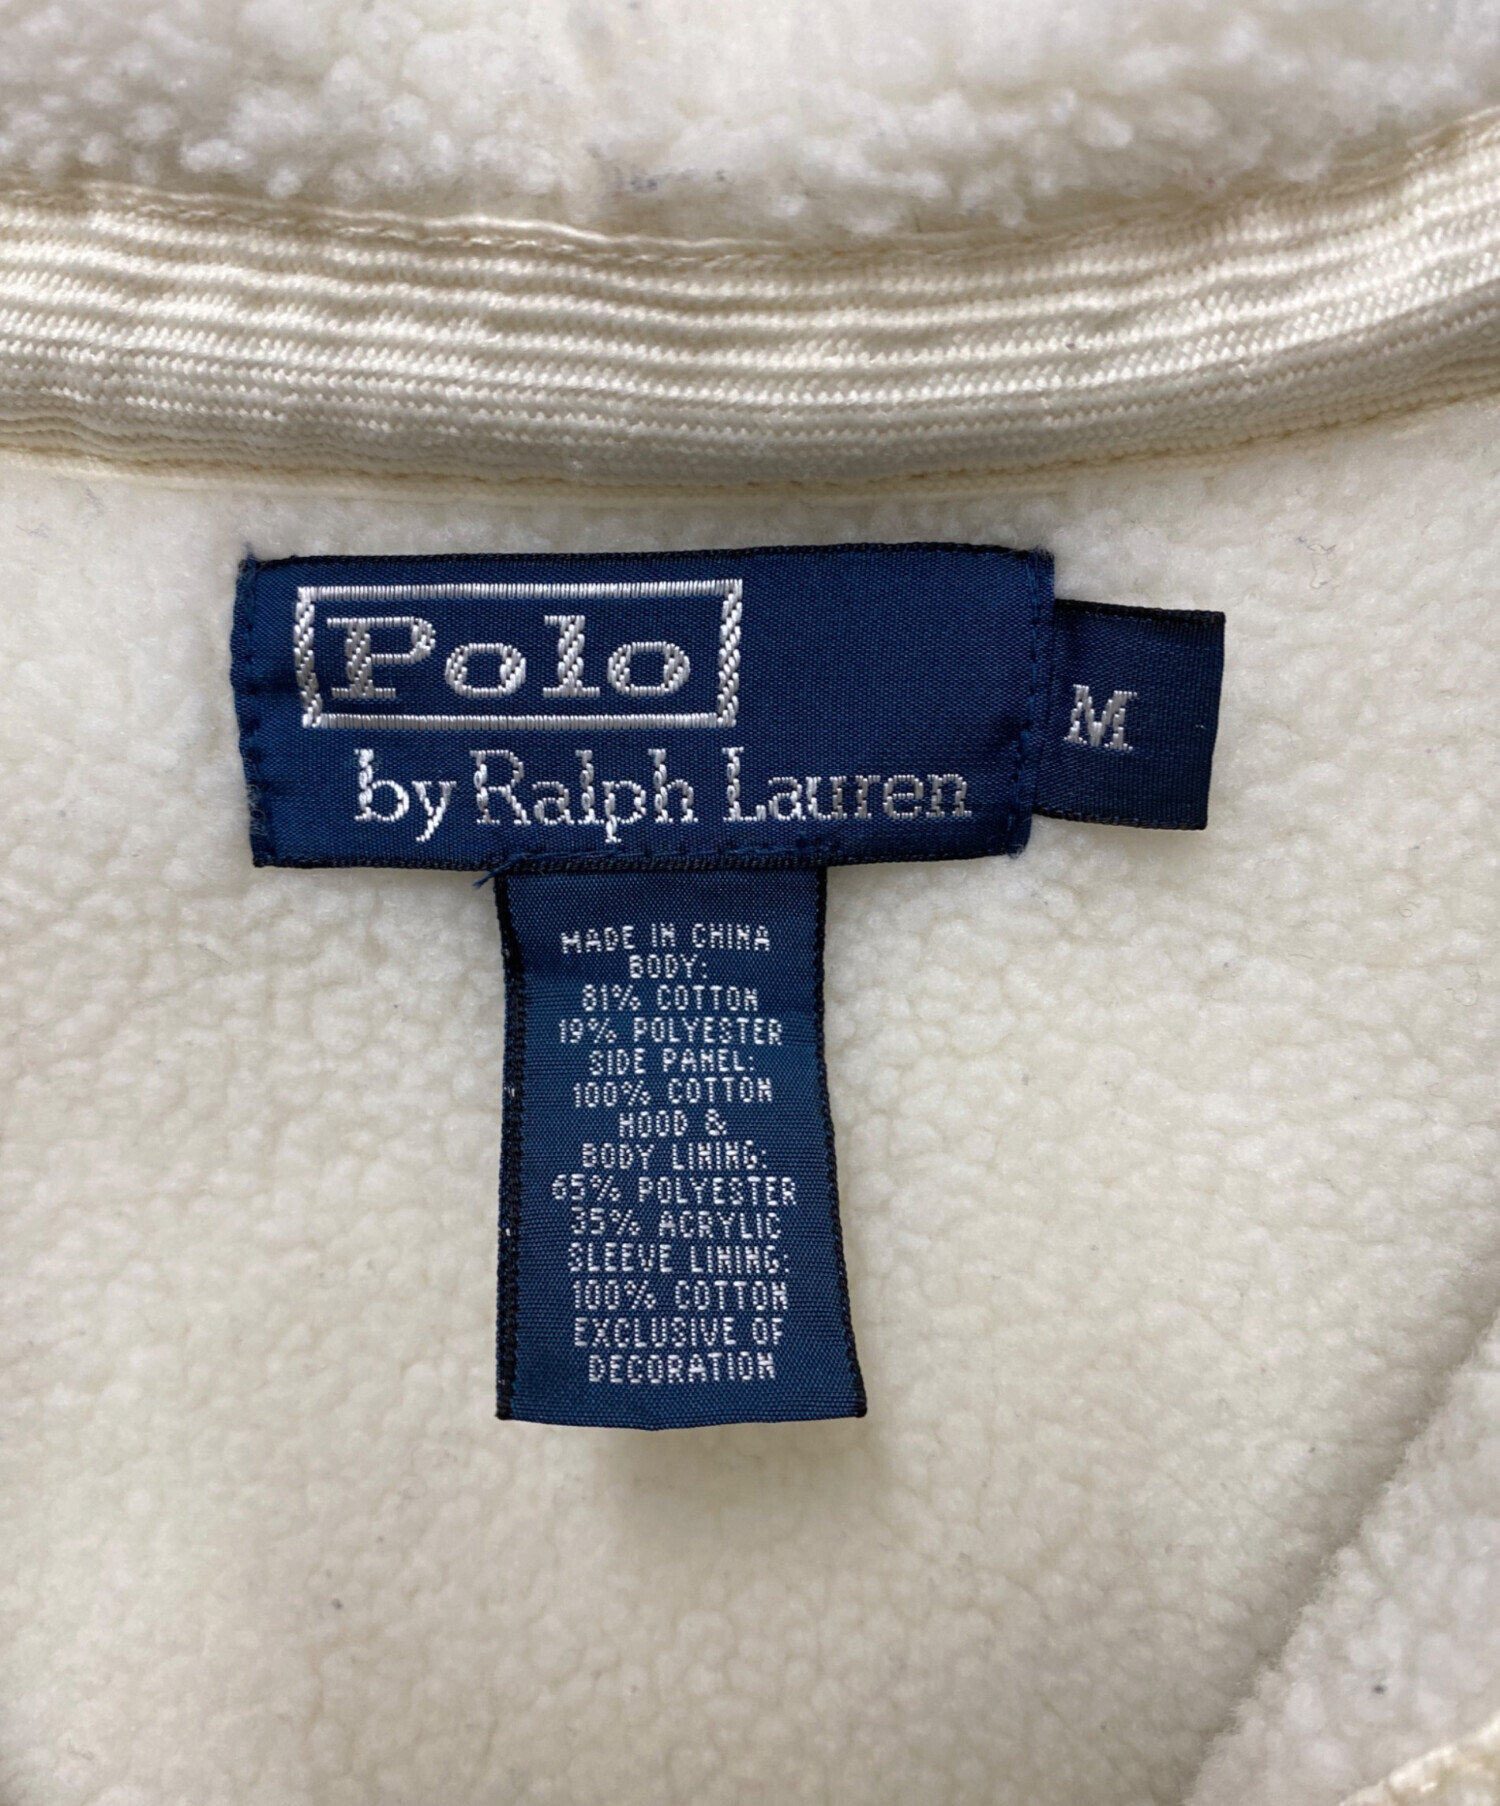 Polo
by Ralph Lauren
M
MADE IN CHINA
BODY:
81% COTTON
19% POLYESTER
SIDE PANEL:
100% COTTON
HOOD &
BODY LINING:
65% POLYESTER
35% ACRYLIC
SLEEVE LINING:
100% COTTON
EXCLUSIVE OF
DECORATION